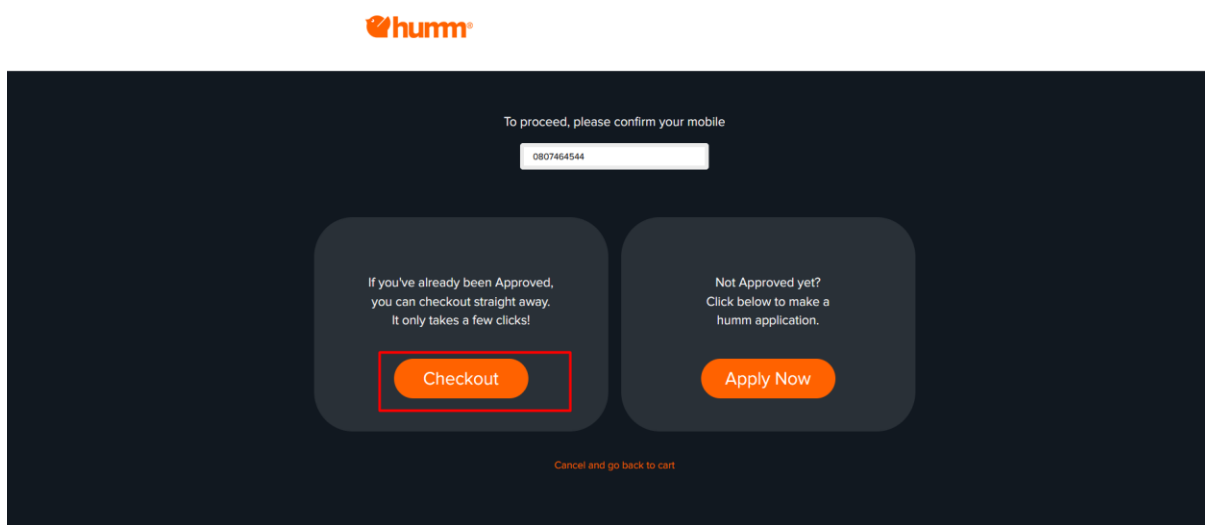 humm®
To proceed, please confirm your mobile
0807464544
If you've already been Approved,
you can checkout straight away.
It only takes a few clicks!
Checkout
Not Approved yet?
Click below to make a
humm application.
Apply Now
Cancel and go back to cart